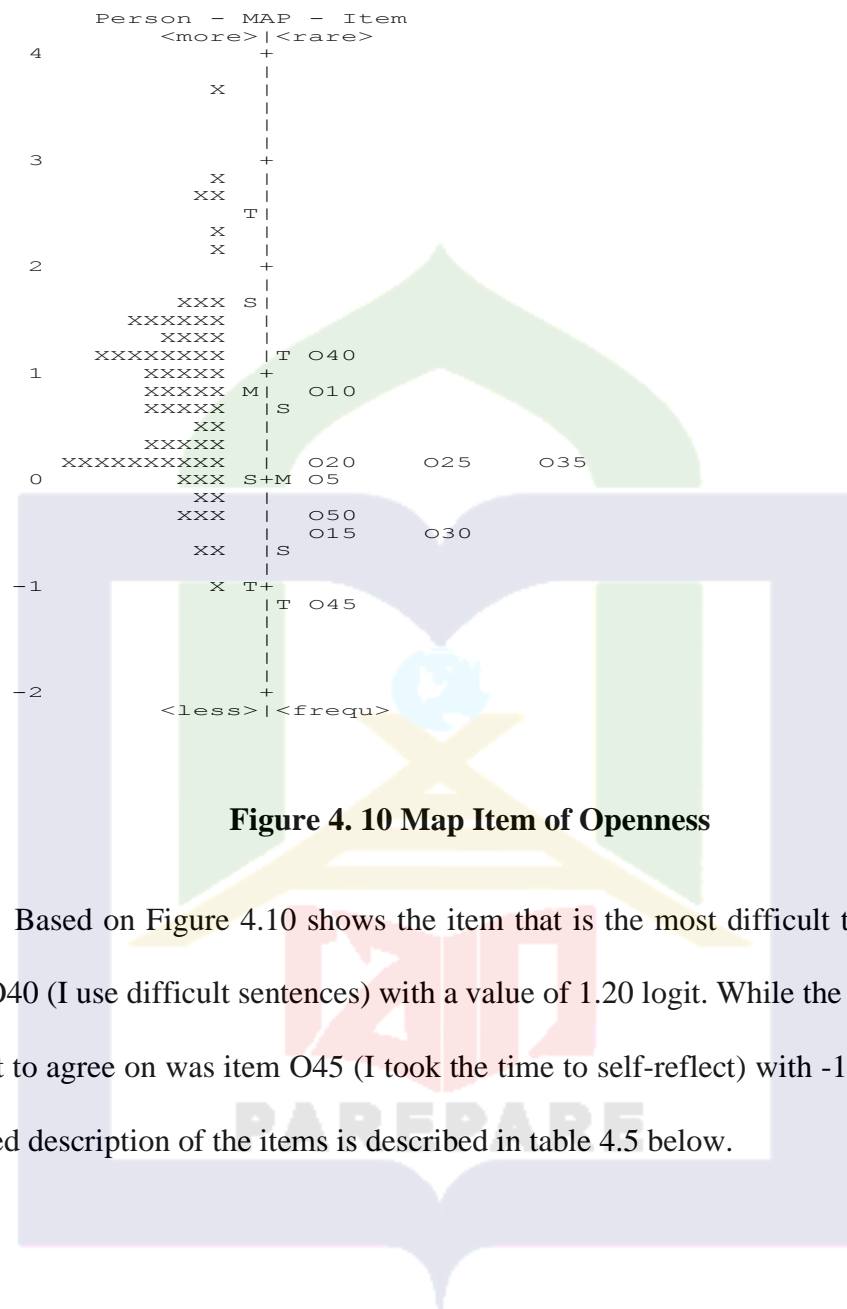 Person - MAP - Item
<more>|<rare>
4 +
|
X |
|
|
3 +
X |
XX |
T|
X |
X |
2 +
|
XXX S|
XXXXXX |
XXXX |
XXXXXXXX |T O40
1 XXXXX +
XXXXX M| O10
XXXXX |S
XX |
XXXXX |
XXXXXXXXXX | O20 O25 O35
0 XXX S+M O5
XX |
XXX | O50
| O15 O30
XX |S
|
-1 X T+
|T O45
|
|
|
-2 +
<less>|<frequ>
Figure 4. 10 Map Item of Openness
Based on Figure 4.10 shows the item that is the most difficult
O40 (I use difficult sentences) with a value of 1.20 logit. While the
to agree on was item O45 (I took the time to self-reflect) with -1
description of the items is described in table 4.5 below.
PAREPARE